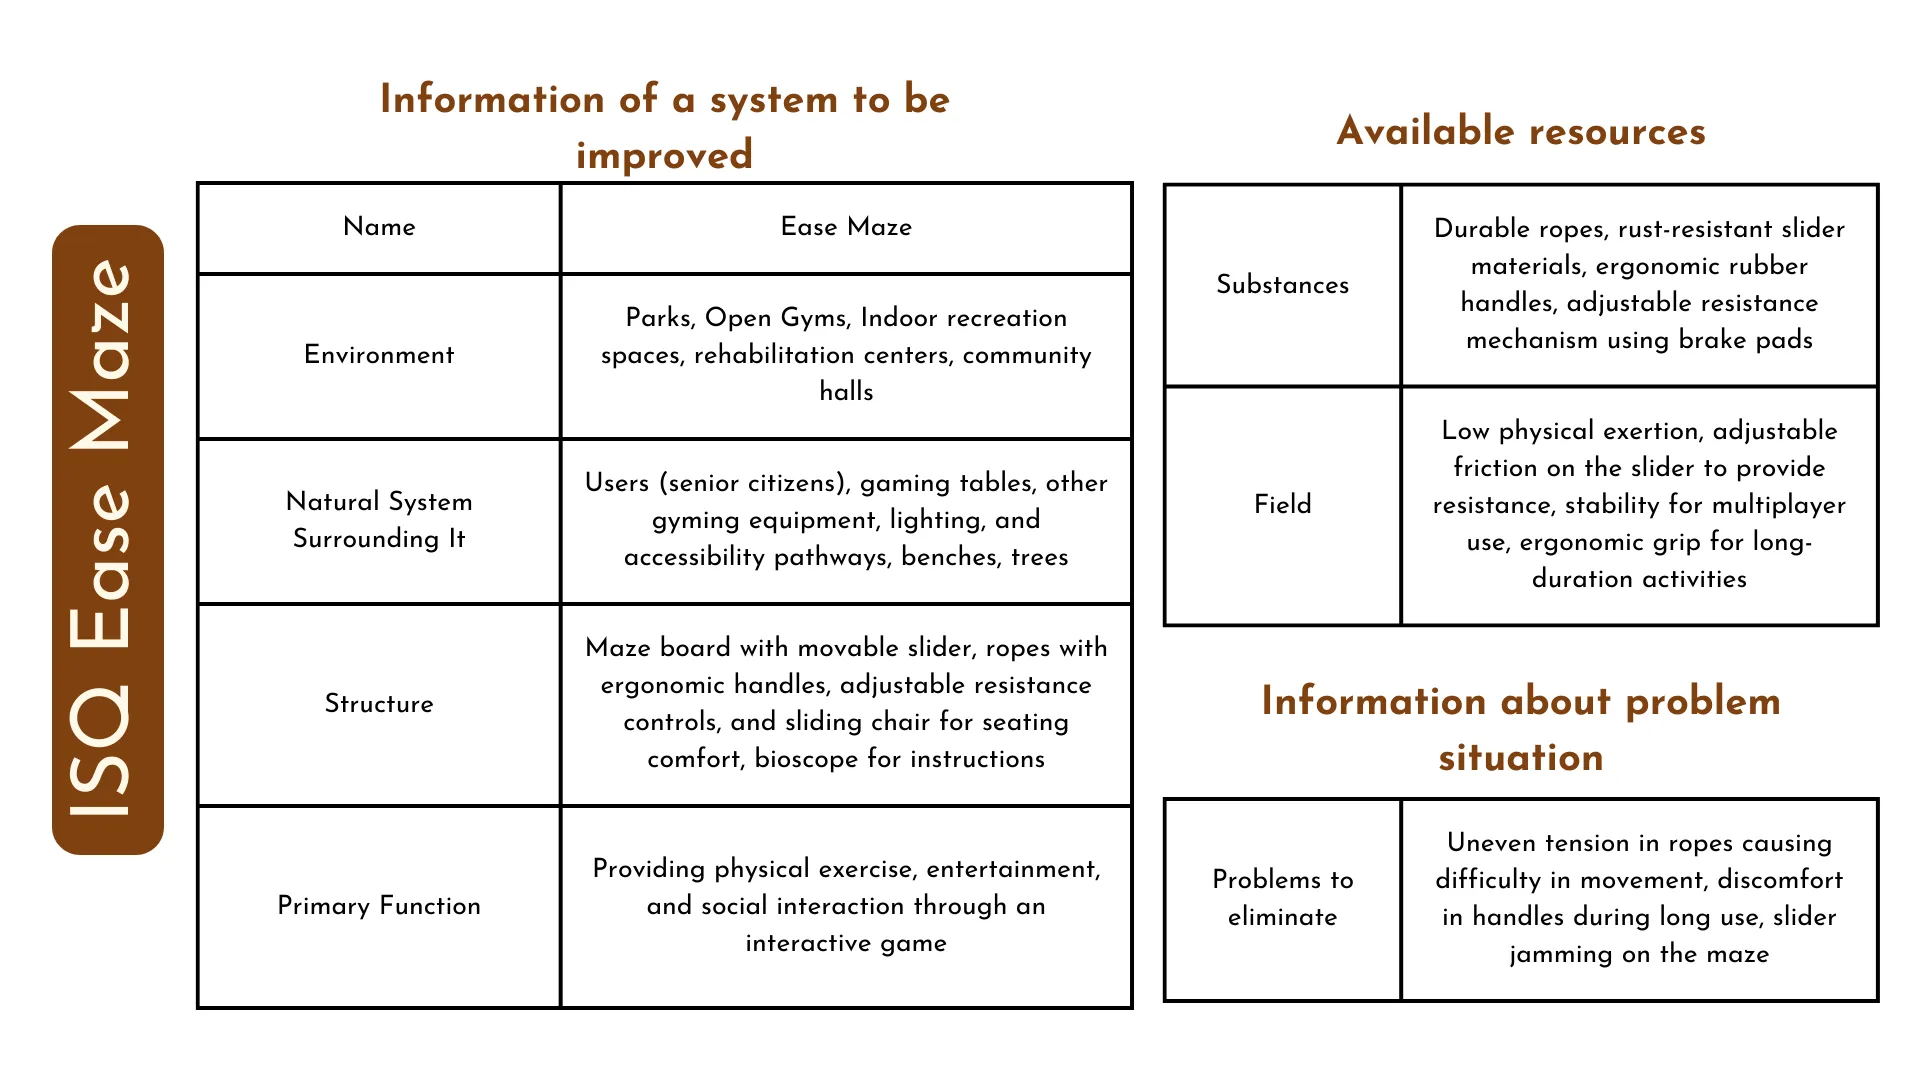 ISQ Ease Maze
Information of a system to be
improved
Name
Ease Maze
Environment
Parks, Open Gyms, Indoor recreation
spaces, rehabilitation centers, community
halls
Natural System
Surrounding It
Users (senior citizens), gaming tables, other
gyming equipment, lighting, and
accessibility pathways, benches, trees
Structure
Maze board with movable slider, ropes with
ergonomic handles, adjustable resistance
controls, and sliding chair for seating
comfort, bioscope for instructions
Primary Function
Providing physical exercise, entertainment,
and social interaction through an
interactive game
Available resources
Substances
Durable ropes, rust-resistant slider
materials, ergonomic rubber
handles, adjustable resistance
mechanism using brake pads
Field
Low physical exertion, adjustable
friction on the slider to provide
resistance, stability for multiplayer
use, ergonomic grip for long-
duration activities
Information about problem
situation
Problems to
eliminate
Uneven tension in ropes causing
difficulty in movement, discomfort
in handles during long use, slider
jamming on the maze